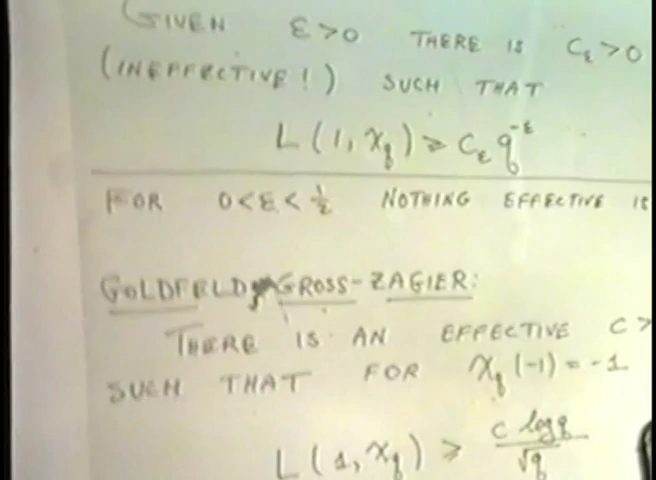 GIVEN ε>0 THERE IS C_ε>0
(INEFFECTIVE!) SUCH THAT
L(1, χ_q) ≥ C_ε q^{-ε}
FOR 0<ε<½ NOTHING EFFECTIVE IS
GOLDFELD, GROSS-ZAGIER:
THERE IS AN EFFECTIVE C>
SUCH THAT FOR χ_q(-1) = -1
L(1, χ_q) ≥ c log q / √q